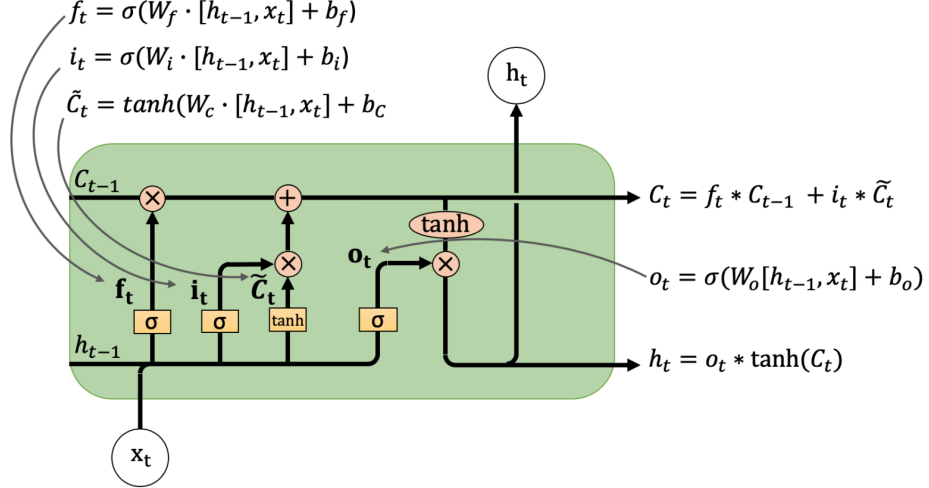 f_t = σ(W_f · [h_{t−1}, x_t] + b_f)
i_t = σ(W_i · [h_{t−1}, x_t] + b_i)
C̃_t = tanh(W_c · [h_{t−1}, x_t] + b_C
h_t
C_{t−1}
×
+
C_t = f_t * C_{t−1} + i_t * C̃_t
tanh
o_t
×
×
o_t = σ(W_o[h_{t−1}, x_t] + b_o)
f_t
i_t
C̃_t
σ
σ
tanh
σ
h_{t−1}
h_t = o_t * tanh(C_t)
x_t